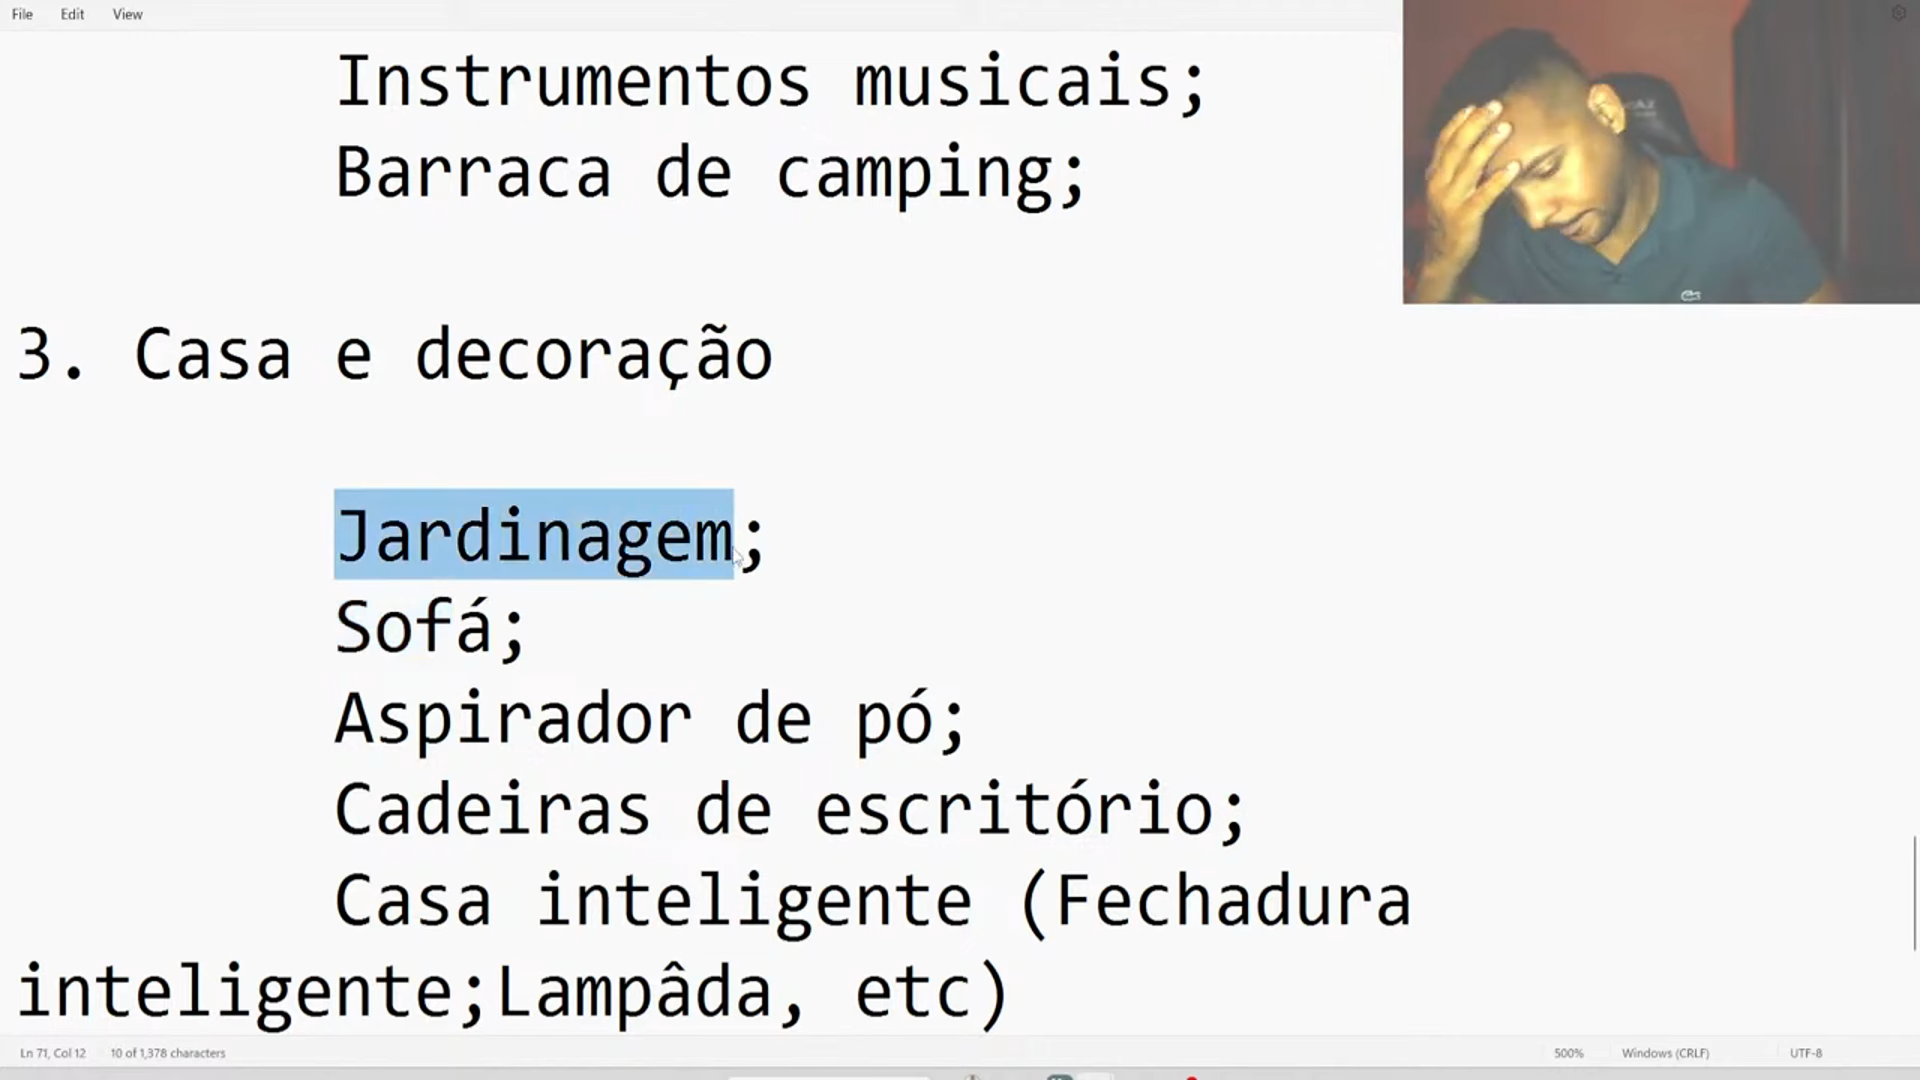 File Edit View
Instrumentos musicais;
Barraca de camping;
3. Casa e decoração
Jardinagem;
Sofá;
Aspirador de pó;
Cadeiras de escritório;
Casa inteligente (Fechadura
inteligente;Lampâda, etc)
Ln 71, Col 12 10 of 1,378 characters 500% Windows (CRLF) UTF-8